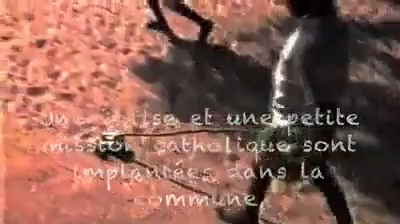 Une église et une petite
mission catholique sont
implantées dans la
commune.